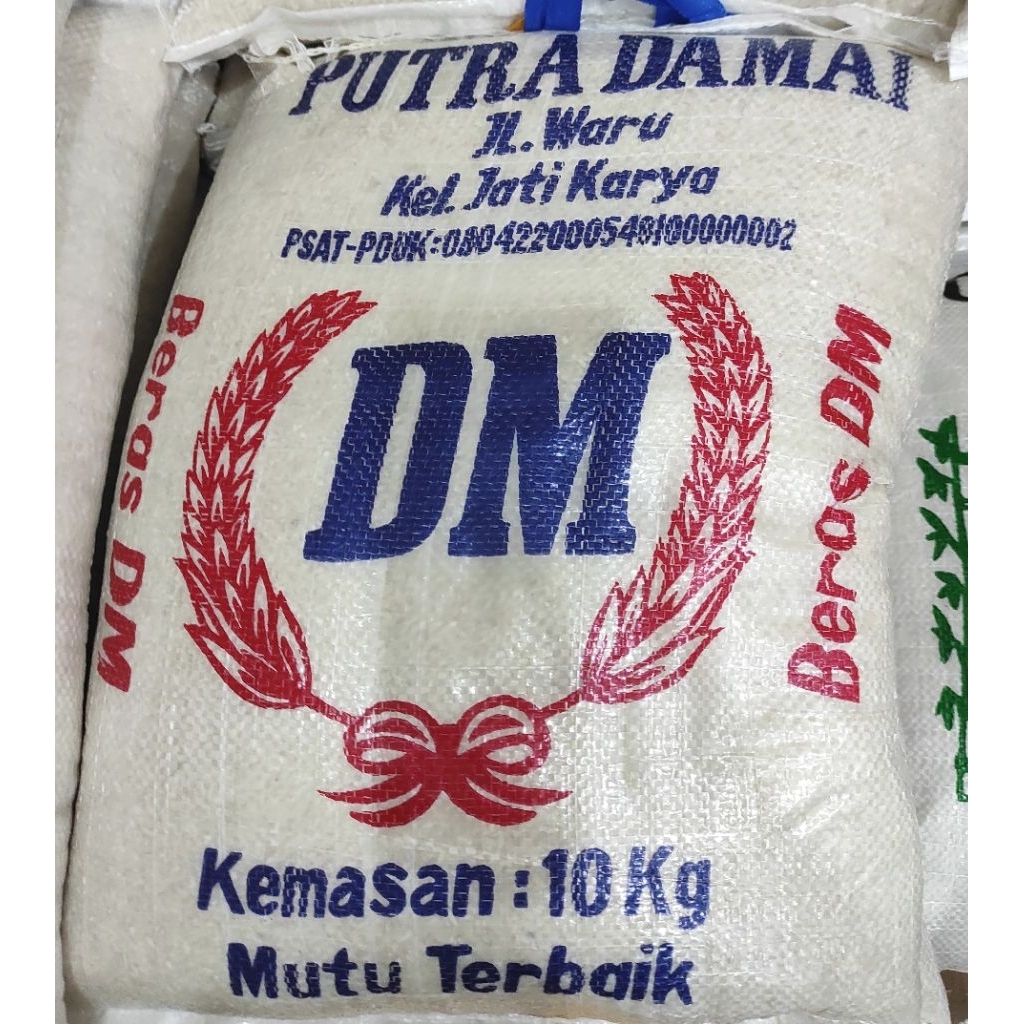 PUTRA DAMAI
JL. Waru
Kel. Jati Karya
PSAT-PDUK:080422000548100000002
Beras DM
DM
Beras DM
Kemasan : 10 Kg
Mutu Terbaik